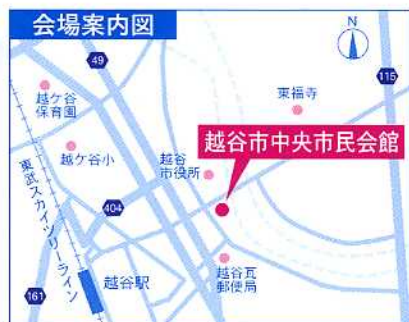 会場案内図
N
49
115
越ケ谷
保育園
東福寺
越ケ谷小
越谷
市役所
越谷市中央市民会館
東武スカイツリーライン
404
越谷駅
越谷瓦
郵便局
161